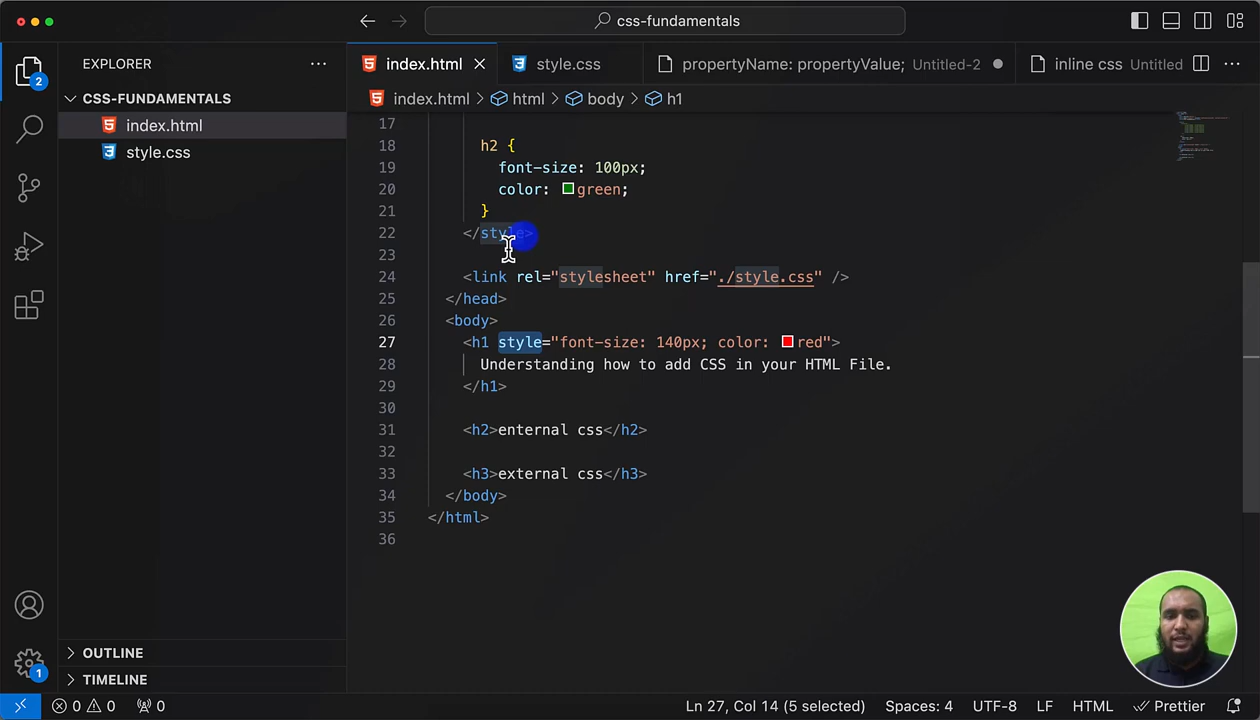 css-fundamentals
EXPLORER
index.html
style.css
propertyName: propertyValue; Untitled-2
inline css Untitled
2
CSS-FUNDAMENTALS
index.html
style.css
index.html > html > body > h1
17
18 h2 {
19 font-size: 100px;
20 color: green;
21 }
22 </style>
23
24 <link rel="stylesheet" href="./style.css" />
25 </head>
26 <body>
27 <h1 style="font-size: 140px; color: red">
28 Understanding how to add CSS in your HTML File.
29 </h1>
30
31 <h2>enternal css</h2>
32
33 <h3>external css</h3>
34 </body>
35 </html>
36
OUTLINE
TIMELINE
1
0 0 0
Ln 27, Col 14 (5 selected)
Spaces: 4
UTF-8
LF
HTML
Prettier